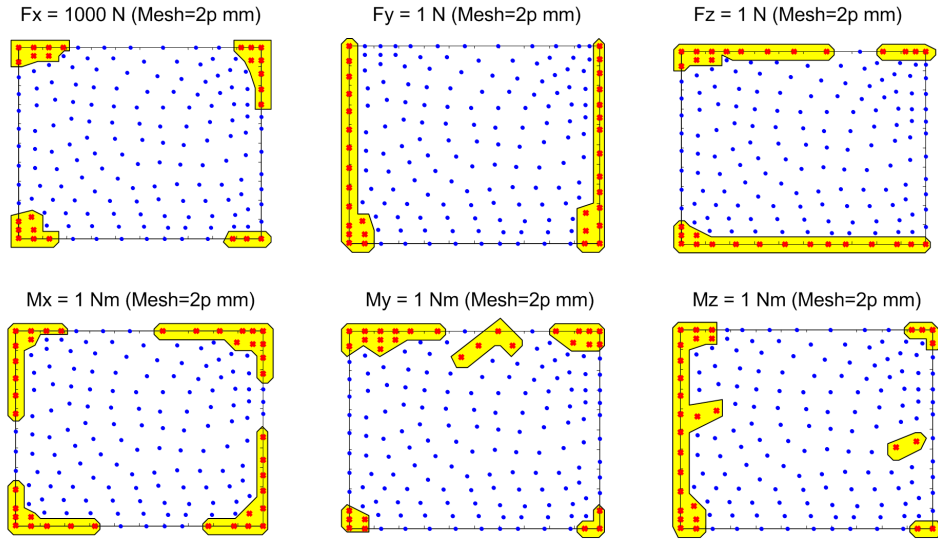 Fx = 1000 N (Mesh=2p mm)
Fy = 1 N (Mesh=2p mm)
Fz = 1 N (Mesh=2p mm)
Mx = 1 Nm (Mesh=2p mm)
My = 1 Nm (Mesh=2p mm)
Mz = 1 Nm (Mesh=2p mm)